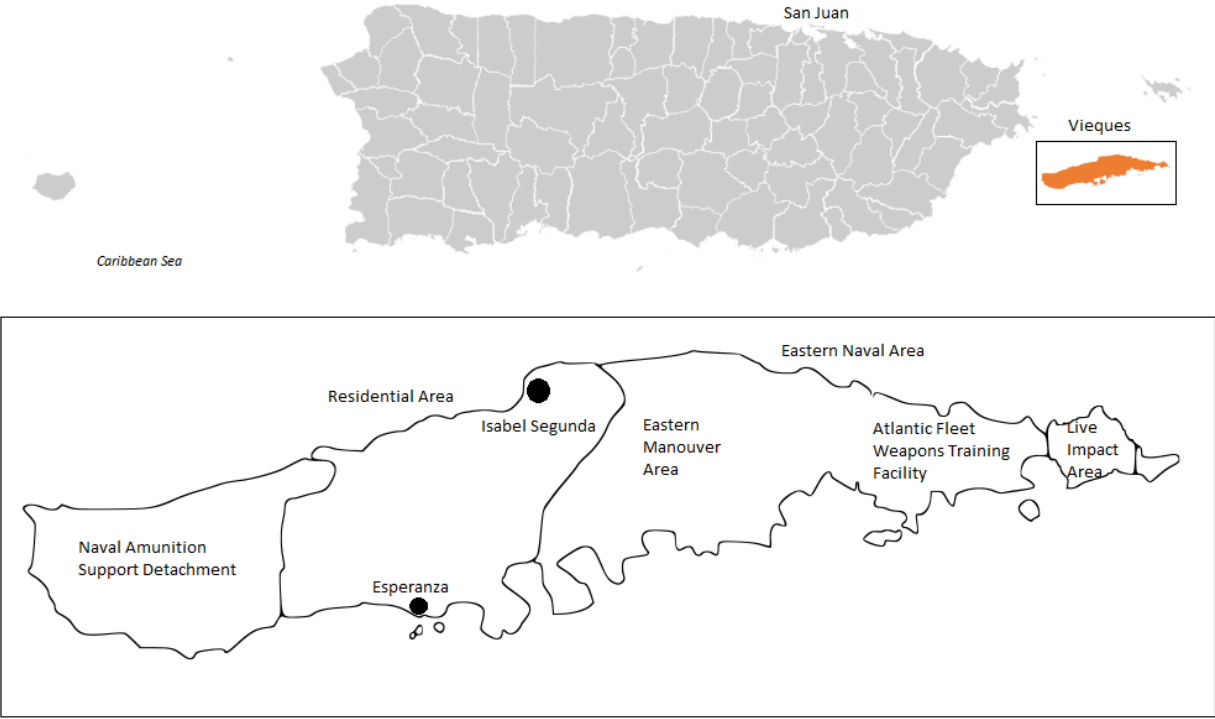 San Juan
Vieques
Caribbean Sea
Eastern Naval Area
Residential Area
Isabel Segunda
Eastern
Manouver
Area
Atlantic Fleet
Weapons Training
Facility
Live
Impact
Area
Naval Amunition
Support Detachment
Esperanza